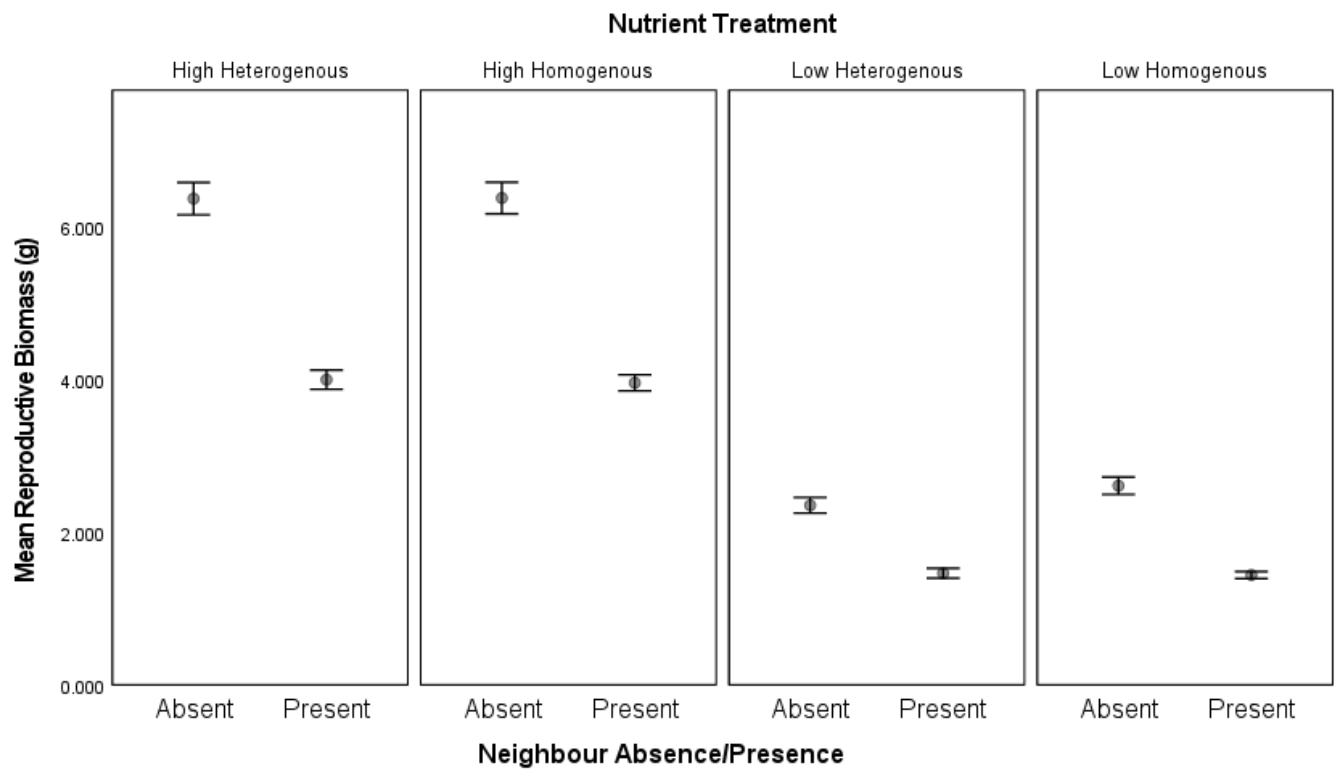 Nutrient Treatment
High Heterogenous High Homogenous Low Heterogenous Low Homogenous
Mean Reproductive Biomass (g)
6.000
4.000
2.000
0.000
Absent Present Absent Present Absent Present Absent Present
Neighbour Absence/Presence